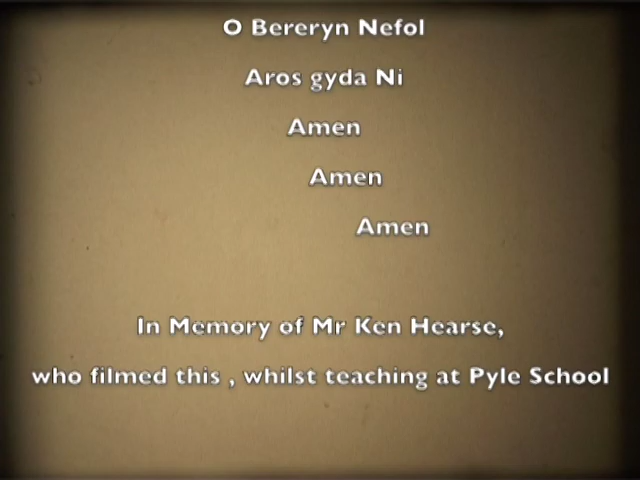 O Bereryn Nefol
Aros gyda Ni
Amen
Amen
Amen
In Memory of Mr Ken Hearse,
who filmed this , whilst teaching at Pyle School